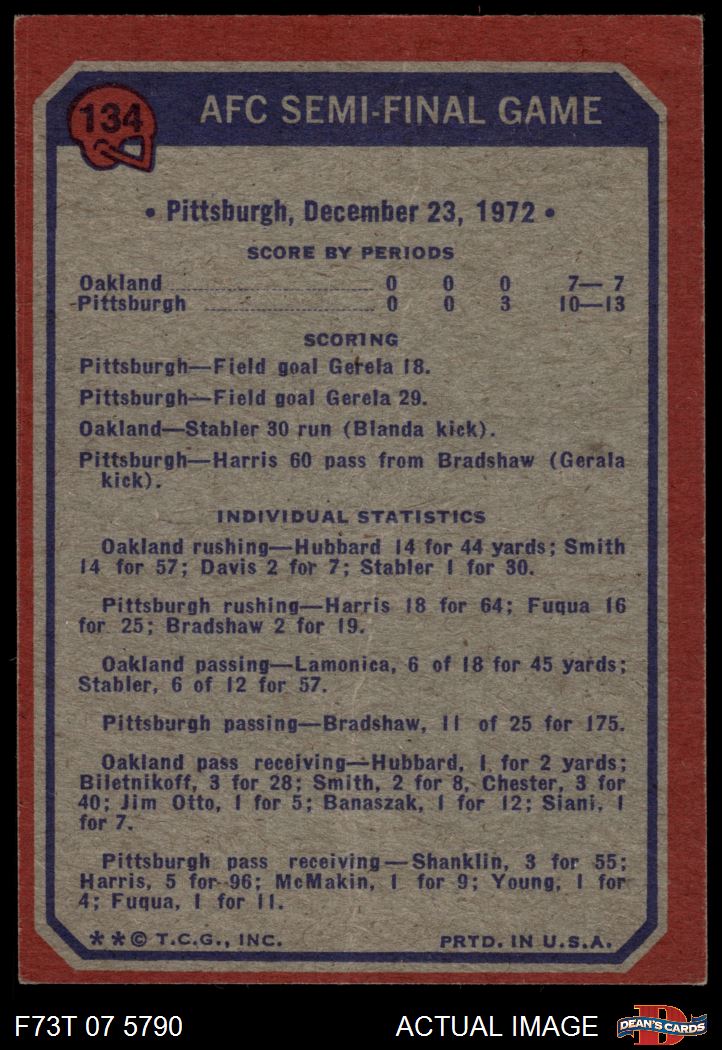 134
AFC SEMI-FINAL GAME
• Pittsburgh, December 23, 1972 •
SCORE BY PERIODS
Oakland ........................ 0 0 0 7— 7
Pittsburgh .................... 0 0 3 10—13
SCORING
Pittsburgh—Field goal Gerela 18.
Pittsburgh—Field goal Gerela 29.
Oakland—Stabler 30 run (Blanda kick).
Pittsburgh—Harris 60 pass from Bradshaw (Gerala
kick).
INDIVIDUAL STATISTICS
Oakland rushing—Hubbard 14 for 44 yards; Smith
14 for 57; Davis 2 for 7; Stabler 1 for 30.
Pittsburgh rushing—Harris 18 for 64; Fuqua 16
for 25; Bradshaw 2 for 19.
Oakland passing—Lamonica, 6 of 18 for 45 yards;
Stabler, 6 of 12 for 57.
Pittsburgh passing—Bradshaw, 11 of 25 for 175.
Oakland pass receiving—Hubbard, 1 for 2 yards;
Biletnikoff, 3 for 28; Smith, 2 for 8, Chester, 3 for
40; Jim Otto, 1 for 5; Banaszak, 1 for 12; Siani, 1
for 7.
Pittsburgh pass receiving—Shanklin, 3 for 55;
Harris, 5 for 96; McMakin, 1 for 9; Young, 1 for
4; Fuqua, 1 for 11.
**© T.C.G., INC. PRTD. IN U.S.A.
F73T 07 5790 ACTUAL IMAGE
D
DEAN'S CARDS